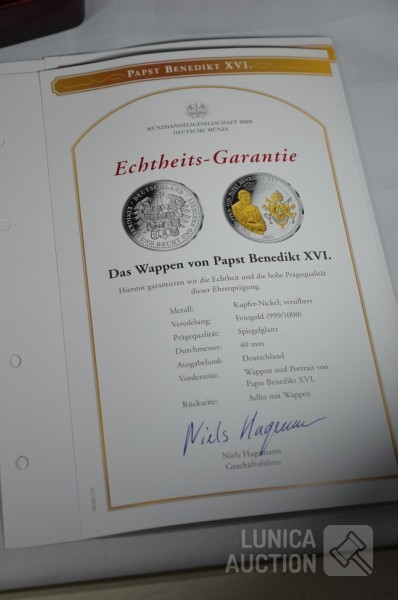 PAPST BENEDIKT XVI.
MÜNZHANDELSGESELLSCHAFT MBH
DEUTSCHE MÜNZE
Echtheits-Garantie
Das Wappen von Papst Benedikt XVI.
Hiermit garantieren wir die Echtheit und die hohe Prägequalität
dieser Ehrenprägung.
Metall: Kupfer-Nickel, versilbert
Veredelung: Feingold (999/1000)
Prägequalität: Spiegelglanz
Durchmesser: 40 mm
Ausgabeland: Deutschland
Vorderseite: Wappen und Portrait von
Papst Benedikt XVI.
Rückseite: Adler mit Wappen
Niels Hagemann
Niels Hagemann
Geschäftsführer
LUNICA
AUCTION